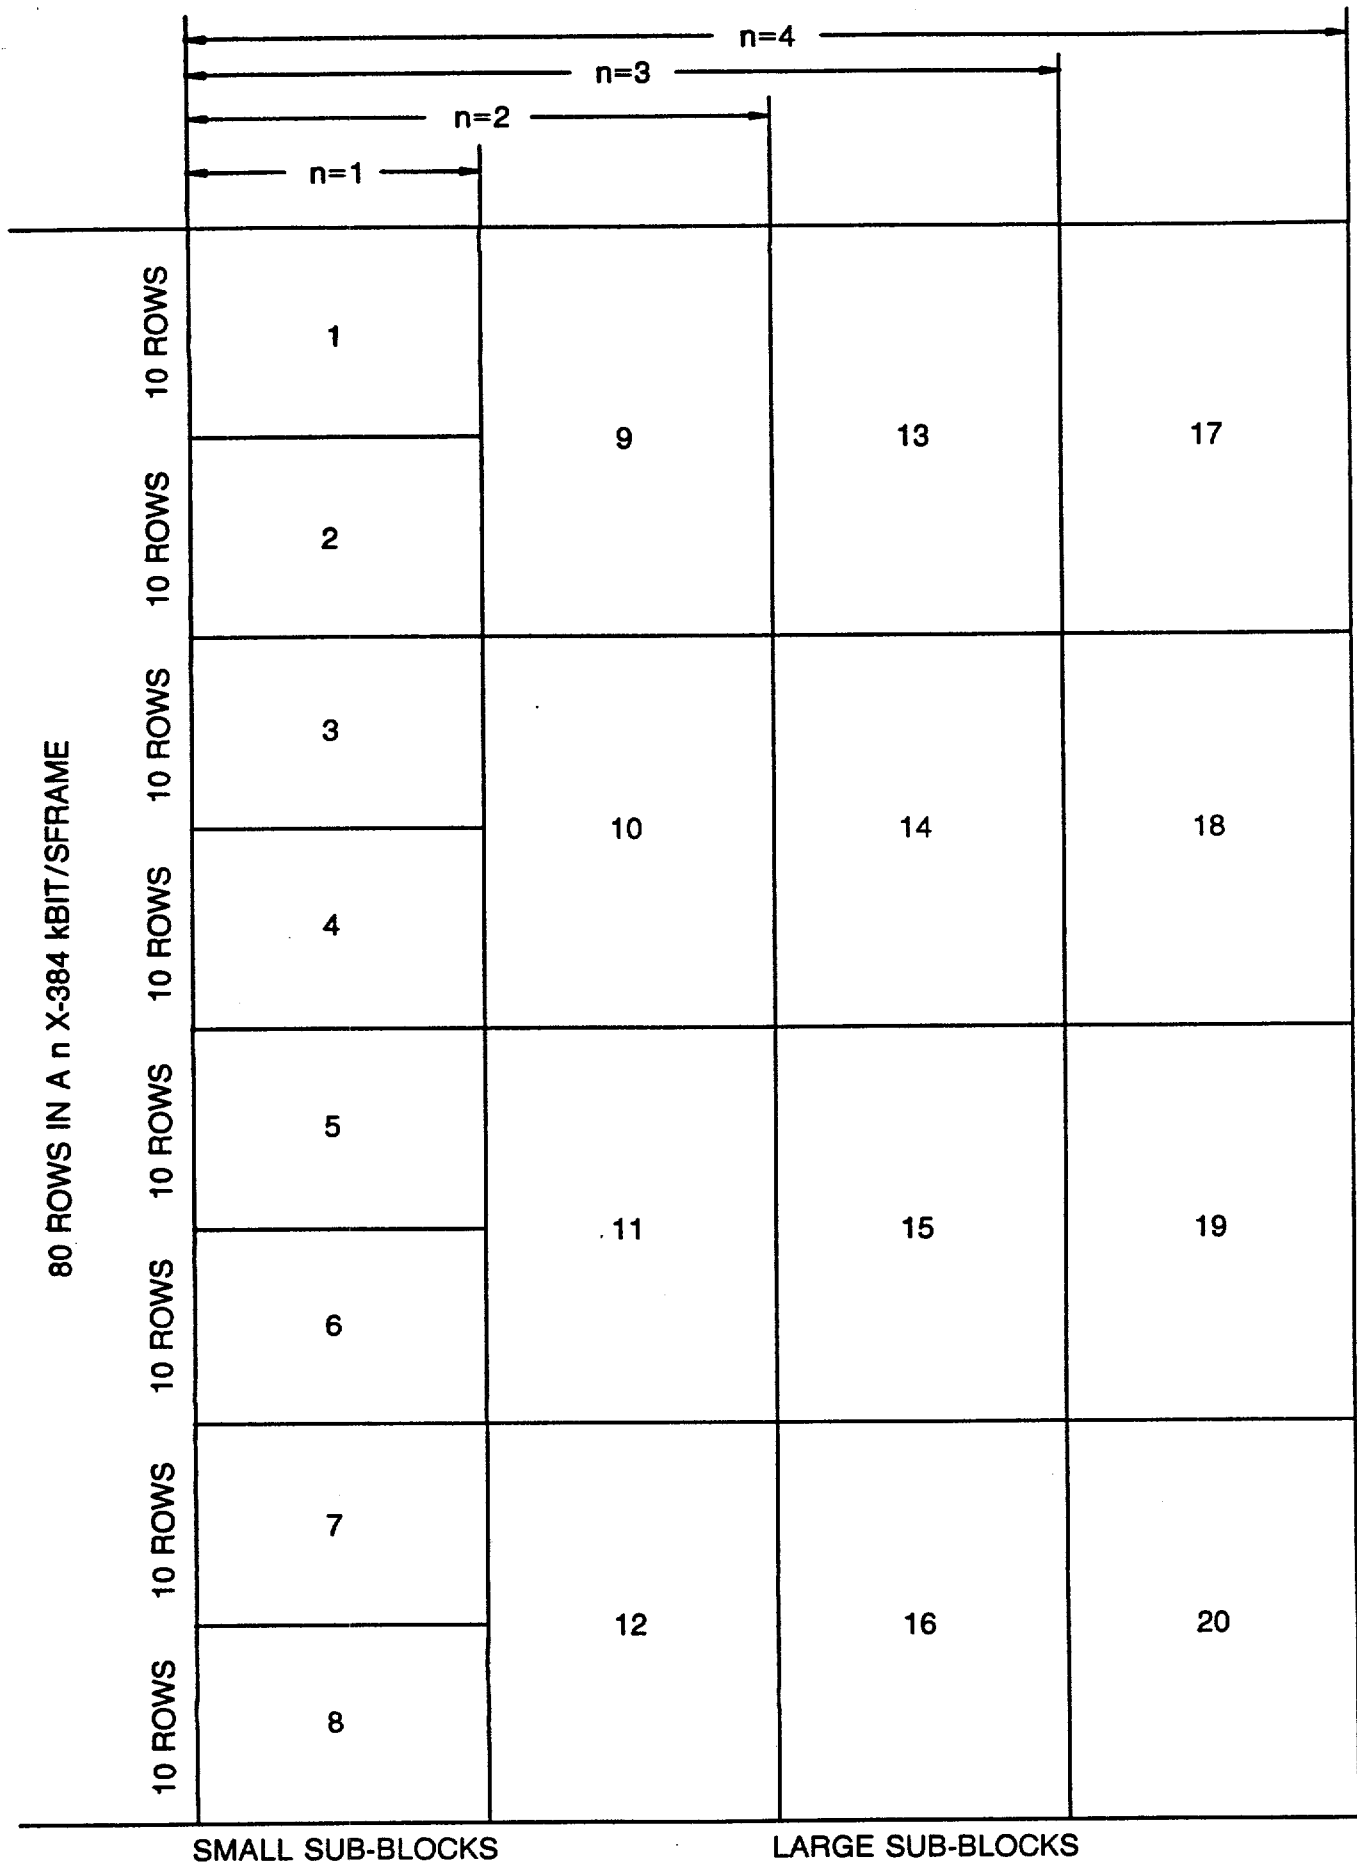 n=4
n=3
n=2
n=1
80 ROWS IN A n X-384 kBIT/SFRAME
10 ROWS
10 ROWS
10 ROWS
10 ROWS
10 ROWS
10 ROWS
10 ROWS
10 ROWS
1
2
3
4
5
6
7
8
9
10
11
12
13
14
15
16
17
18
19
20
SMALL SUB-BLOCKS
LARGE SUB-BLOCKS